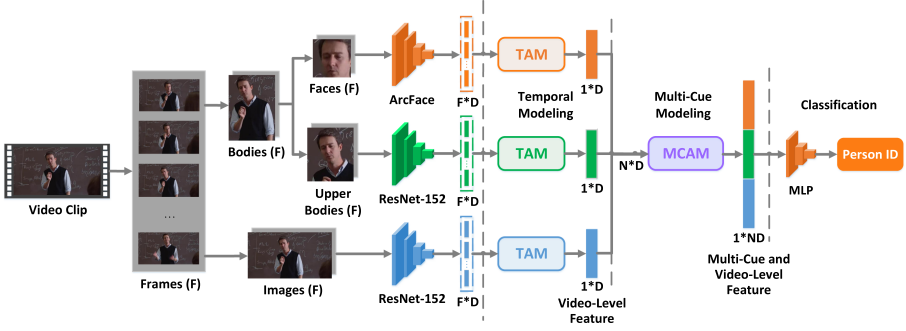 Video Clip
...
Frames (F)
Bodies (F)
Images (F)
Faces (F)
Upper
Bodies (F)
ArcFace
ResNet-152
ResNet-152
F*D
F*D
F*D
TAM
Temporal
Modeling
TAM
TAM
1*D
1*D
1*D
Video-Level
Feature
N*D
Multi-Cue
Modeling
MCAM
1*ND
Multi-Cue and
Video-Level
Feature
Classification
MLP
Person ID